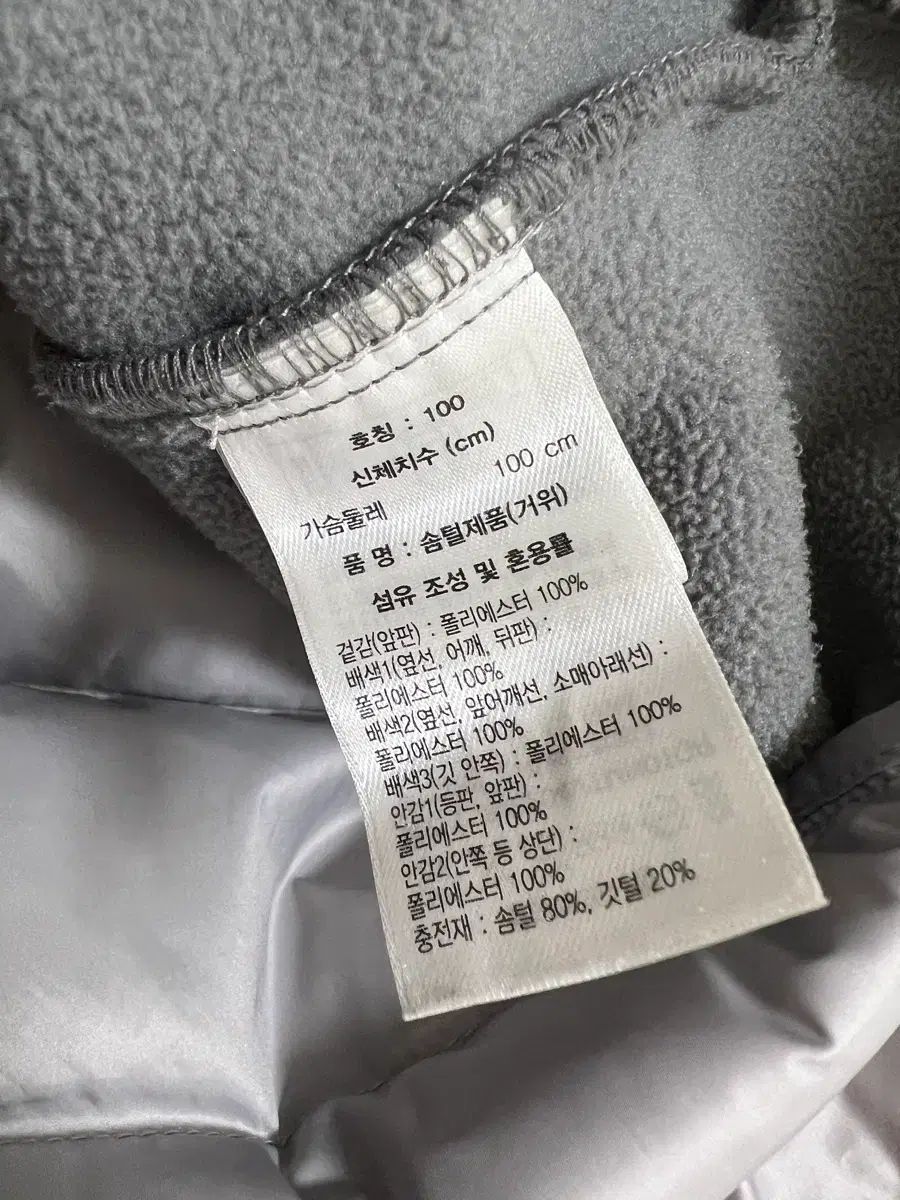 호칭 : 100
신체치수 (cm)
가슴둘레 100 cm
품 명 : 솜털제품(거위)
섬유 조성 및 혼용률
겉감(앞판) : 폴리에스터 100%
배색1(옆선, 어깨, 뒤판) :
폴리에스터 100%
배색2(옆선, 앞어깨선, 소매아래선) :
폴리에스터 100%
배색3(깃 안쪽) : 폴리에스터 100%
안감1(등판, 앞판) :
폴리에스터 100%
안감2(안쪽 등 상단) :
폴리에스터 100%
충전재 : 솜털 80%, 깃털 20%